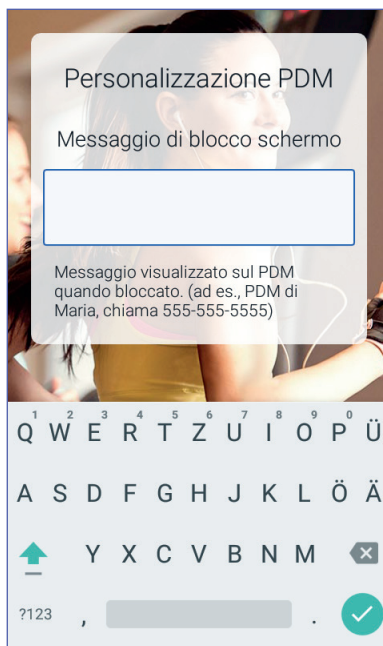 Personalizzazione PDM
Messaggio di blocco schermo
Messaggio visualizzato sul PDM
quando bloccato. (ad es., PDM di
Maria, chiama 555-555-5555)
1 2 3 4 5 6 7 8 9 0
Q W E R T Z U I O P Ü
A S D F G H J K L Ö Ä
Y X C V B N M
?123 , .